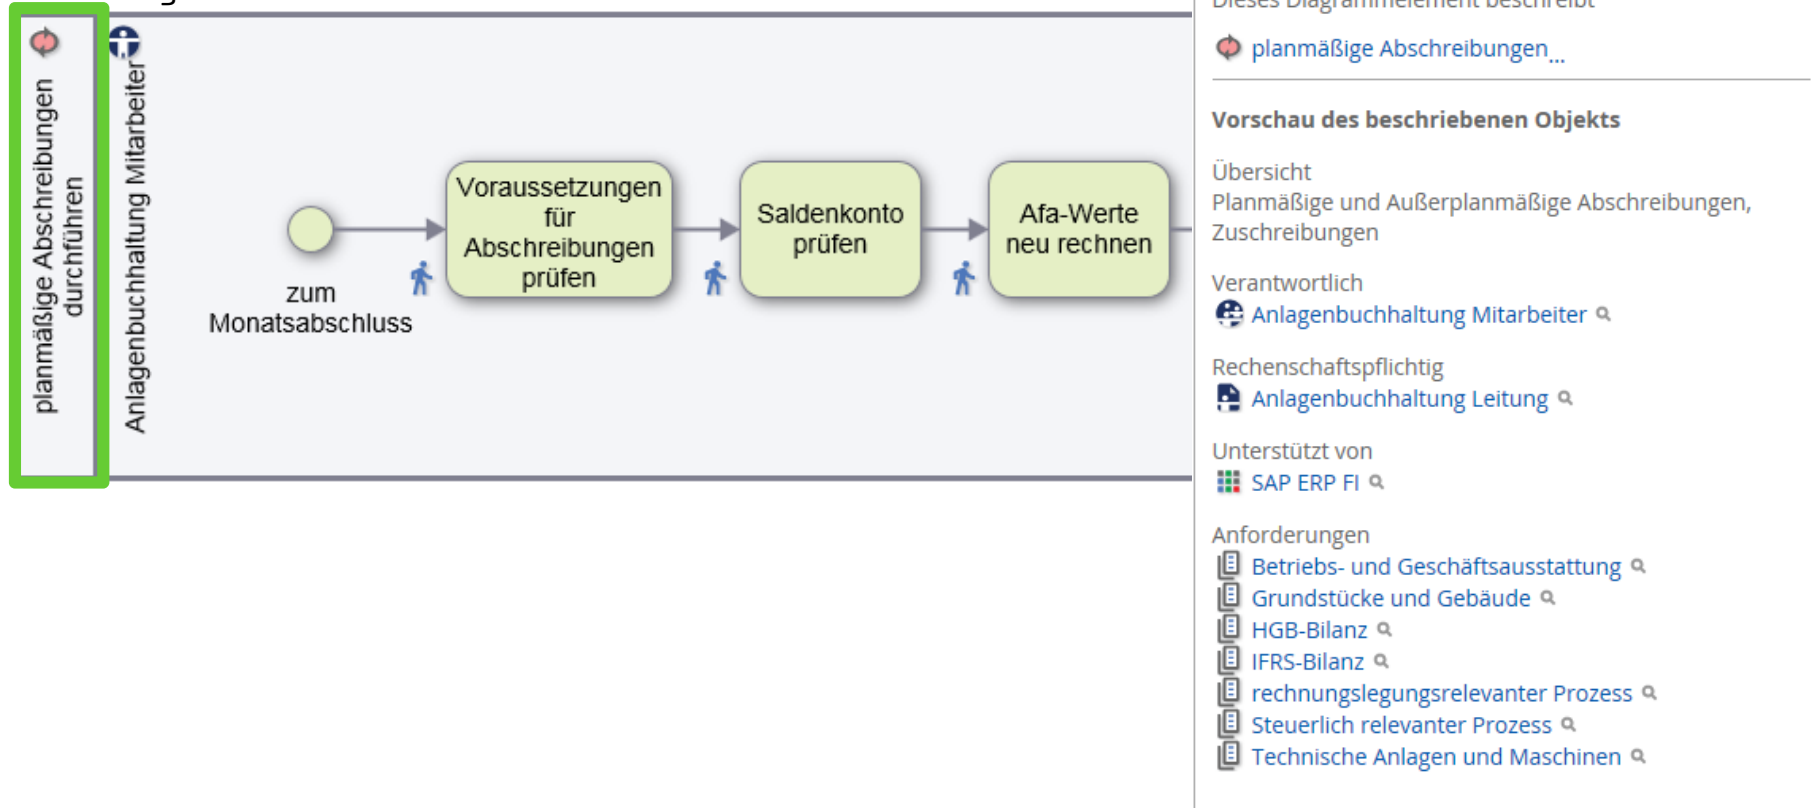 planmäßige Abschreibungen
durchführen
Anlagenbuchhaltung Mitarbeiter
zum
Monatsabschluss
Voraussetzungen
für
Abschreibungen
prüfen
Saldenkonto
prüfen
Afa-Werte
neu rechnen
Dieses Diagrammelement beschreibt
planmäßige Abschreibungen...
Vorschau des beschriebenen Objekts
Übersicht
Planmäßige und Außerplanmäßige Abschreibungen,
Zuschreibungen
Verantwortlich
Anlagenbuchhaltung Mitarbeiter
Rechenschaftspflichtig
Anlagenbuchhaltung Leitung
Unterstützt von
SAP ERP FI
Anforderungen
Betriebs- und Geschäftsausstattung
Grundstücke und Gebäude
HGB-Bilanz
IFRS-Bilanz
rechnungslegungsrelevanter Prozess
Steuerlich relevanter Prozess
Technische Anlagen und Maschinen